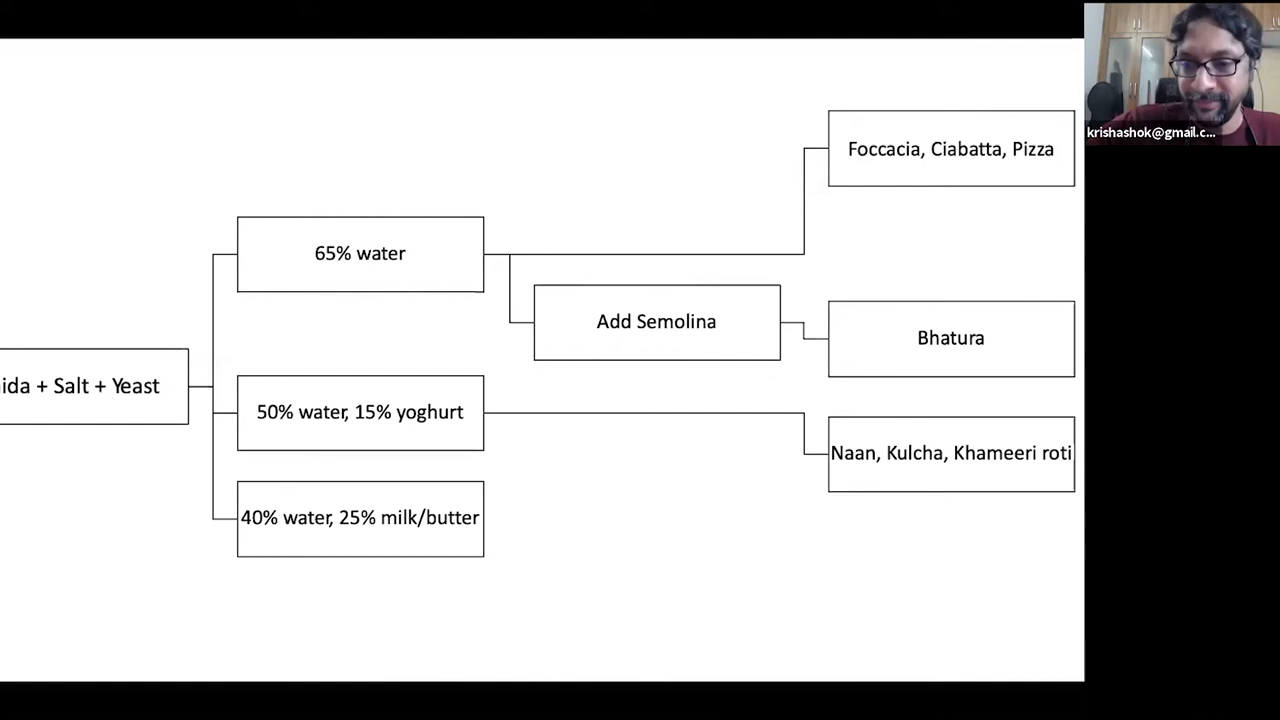 Foccacia, Ciabatta, Pizza
65% water
Add Semolina
Bhatura
ida + Salt + Yeast
50% water, 15% yoghurt
Naan, Kulcha, Khameeri roti
40% water, 25% milk/butter
krishashok@gmail.c...